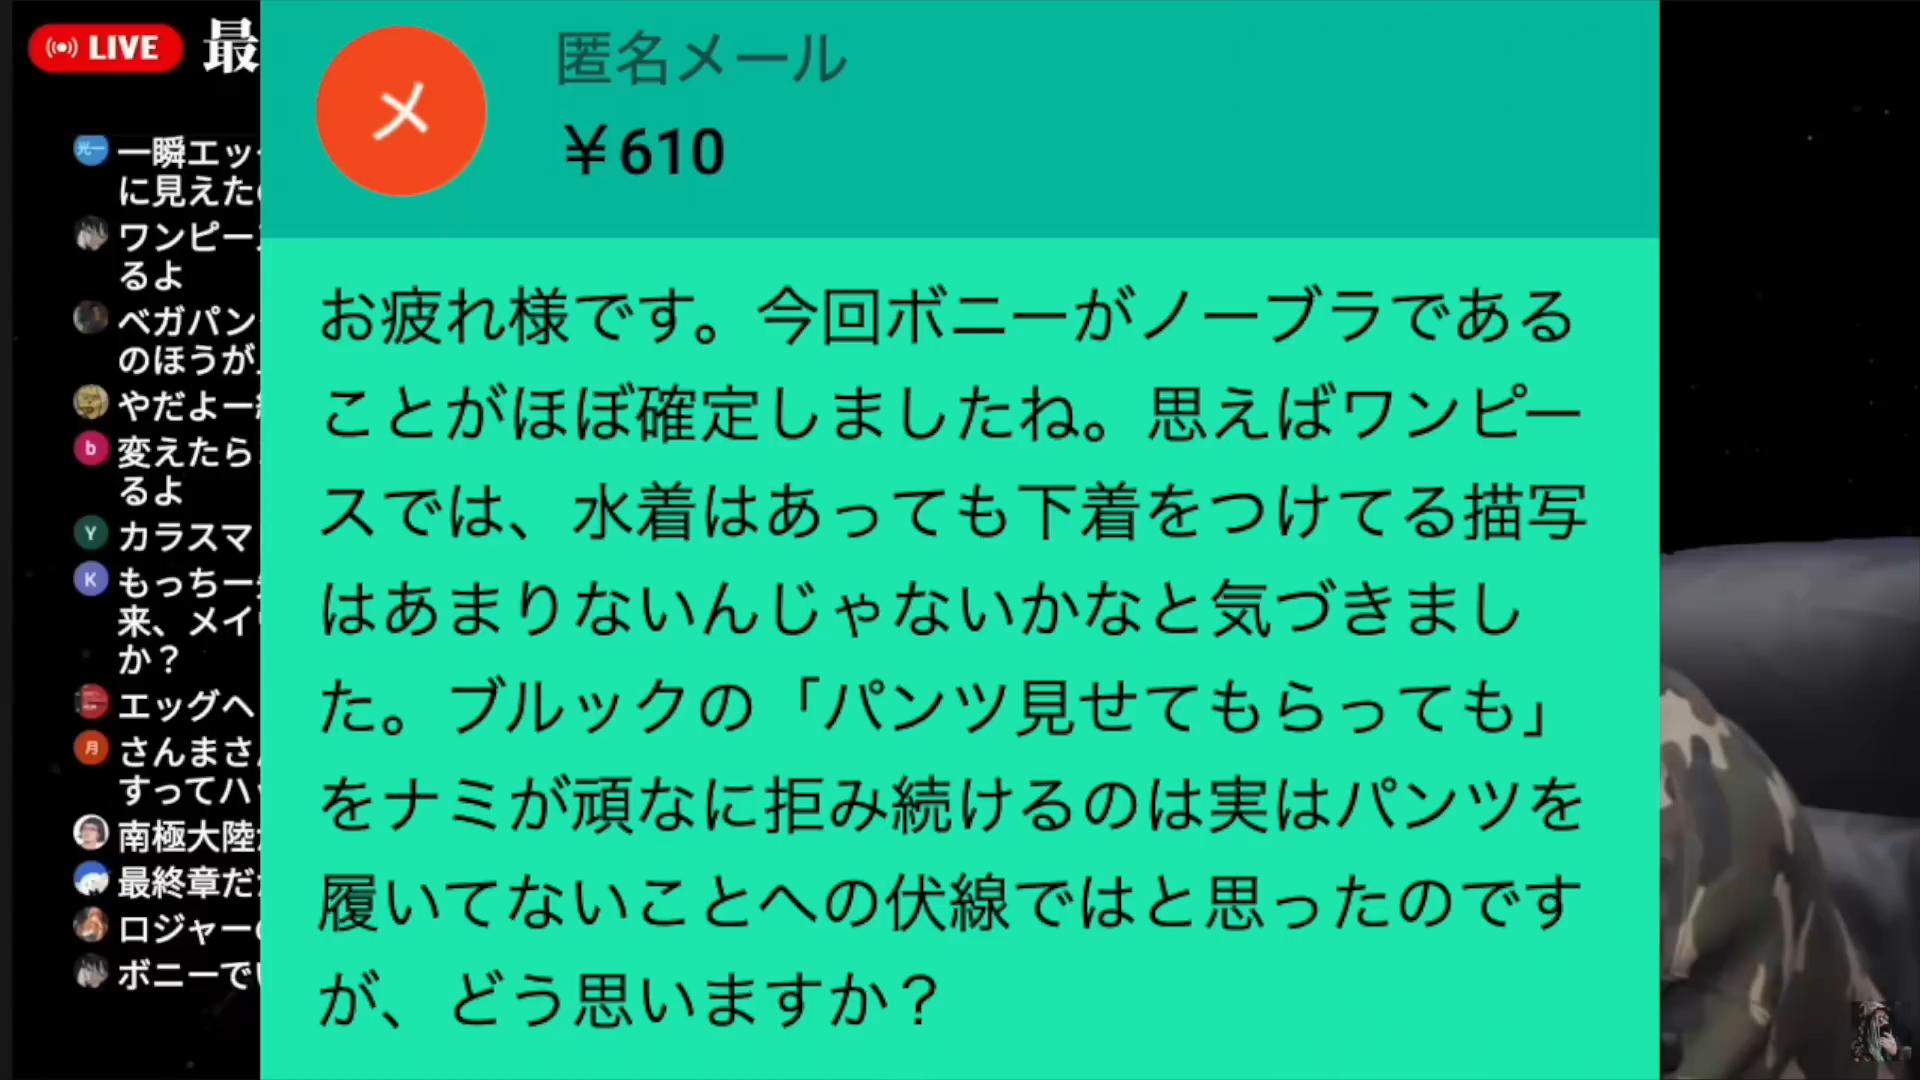 LIVE
最
匿名メール
￥610
メ
お疲れ様です。今回ボニーがノーブラである
ことがほぼ確定しましたね。思えばワンピー
スでは、水着はあっても下着をつけてる描写
はあまりないんじゃないかなと気づきまし
た。ブルックの「パンツ見せてもらっても」
をナミが頑なに拒み続けるのは実はパンツを
履いてないことへの伏線ではと思ったのです
が、どう思いますか？
光一
一瞬エッ
に見えた
ワンピー
るよ
ベガパン
のほうが
やだよー
b
変えたら
るよ
Y
カラスマ
K
もっちー
来、メイ
か？
エッグヘ
月
さんまさ
すってハ
南極大陸
最終章だ
ロジャー
ボニーで